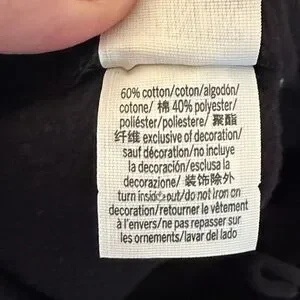 60% cotton/coton/algodón/
cotone/ 棉 40% polyester/
poliéster/poliestere/ 聚酯
纤维 exclusive of decoration/
sauf décoration/no incluye
la decoración/esclusa la
decorazione/ 装饰除外
turn inside out/do not iron on
decoration/retourner le vêtement
à l'envers/ne pas repasser sur
les ornements/lavar del lado